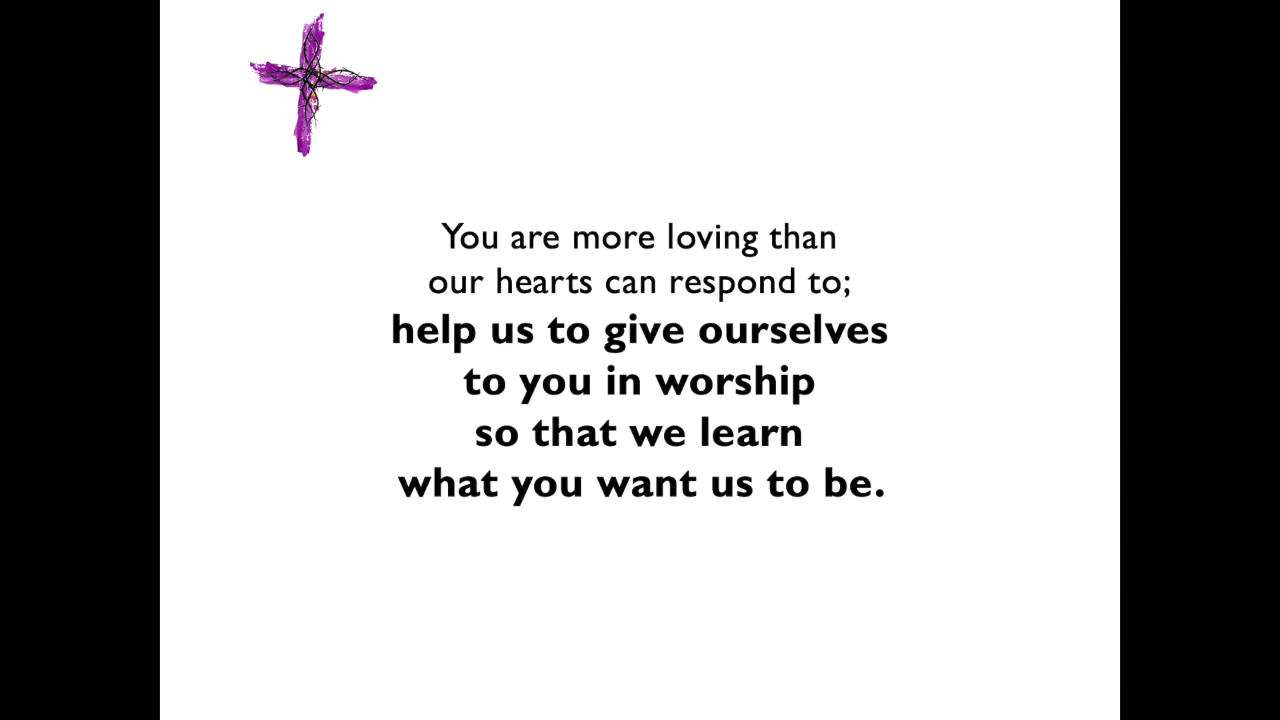 You are more loving than
our hearts can respond to;
help us to give ourselves
to you in worship
so that we learn
what you want us to be.